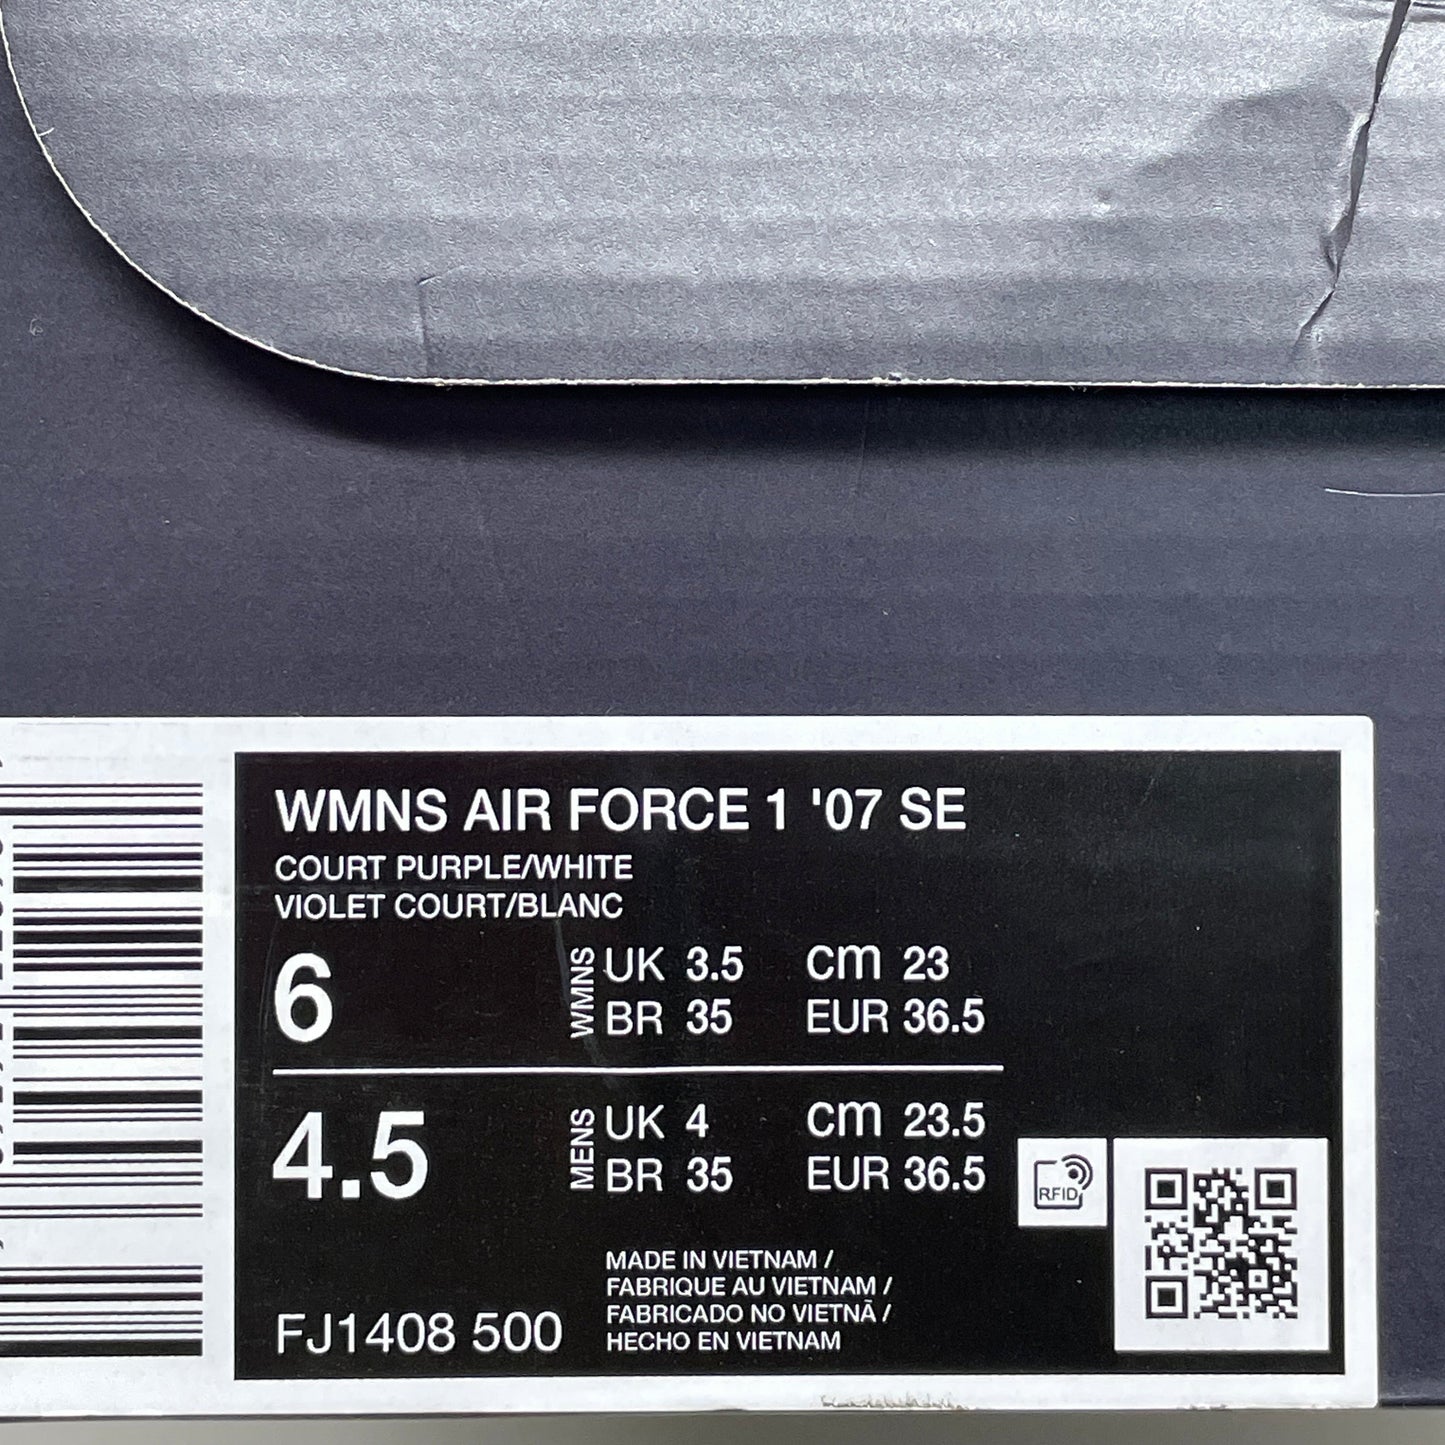 WMNS AIR FORCE 1 '07 SE
COURT PURPLE/WHITE
VIOLET COURT/BLANC
6
WMNS
UK 3.5 CM 23
BR 35 EUR 36.5
4.5
MENS
UK 4 CM 23.5
BR 35 EUR 36.5
RFID
MADE IN VIETNAM /
FABRIQUE AU VIETNAM /
FABRICADO NO VIETNÃ /
HECHO EN VIETNAM
FJ1408 500